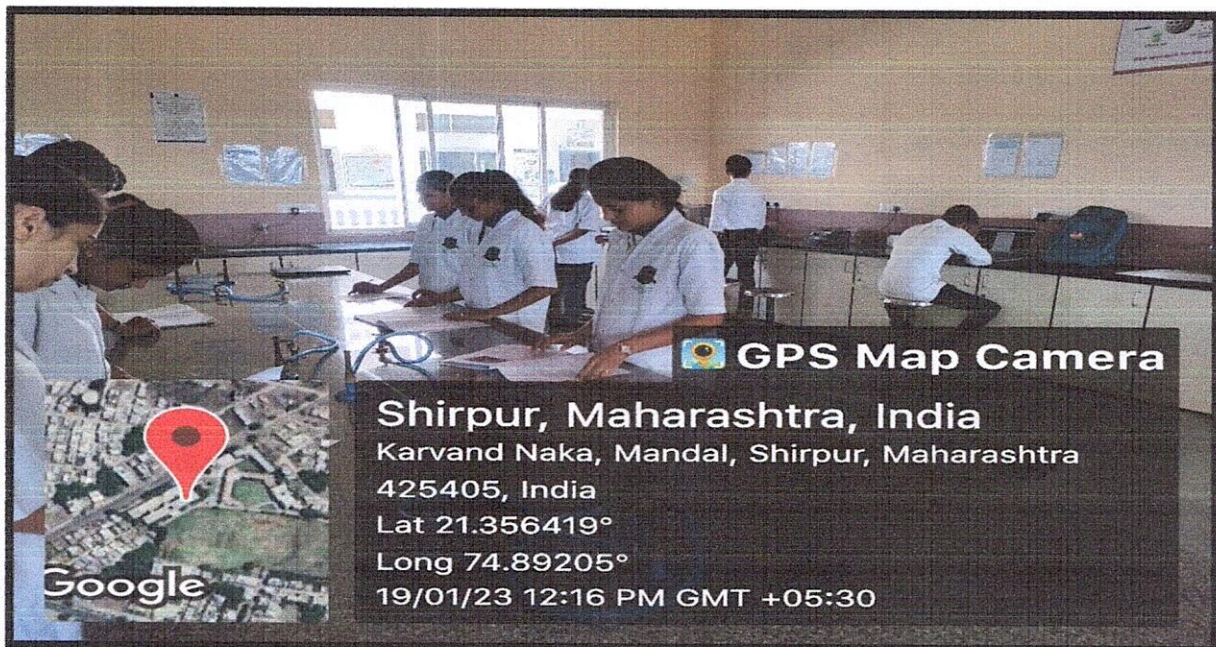 GPS Map Camera
Shirpur, Maharashtra, India
Karvand Naka, Mandal, Shirpur, Maharashtra
425405, India
Lat 21.356419°
Long 74.89205°
19/01/23 12:16 PM GMT +05:30
Google